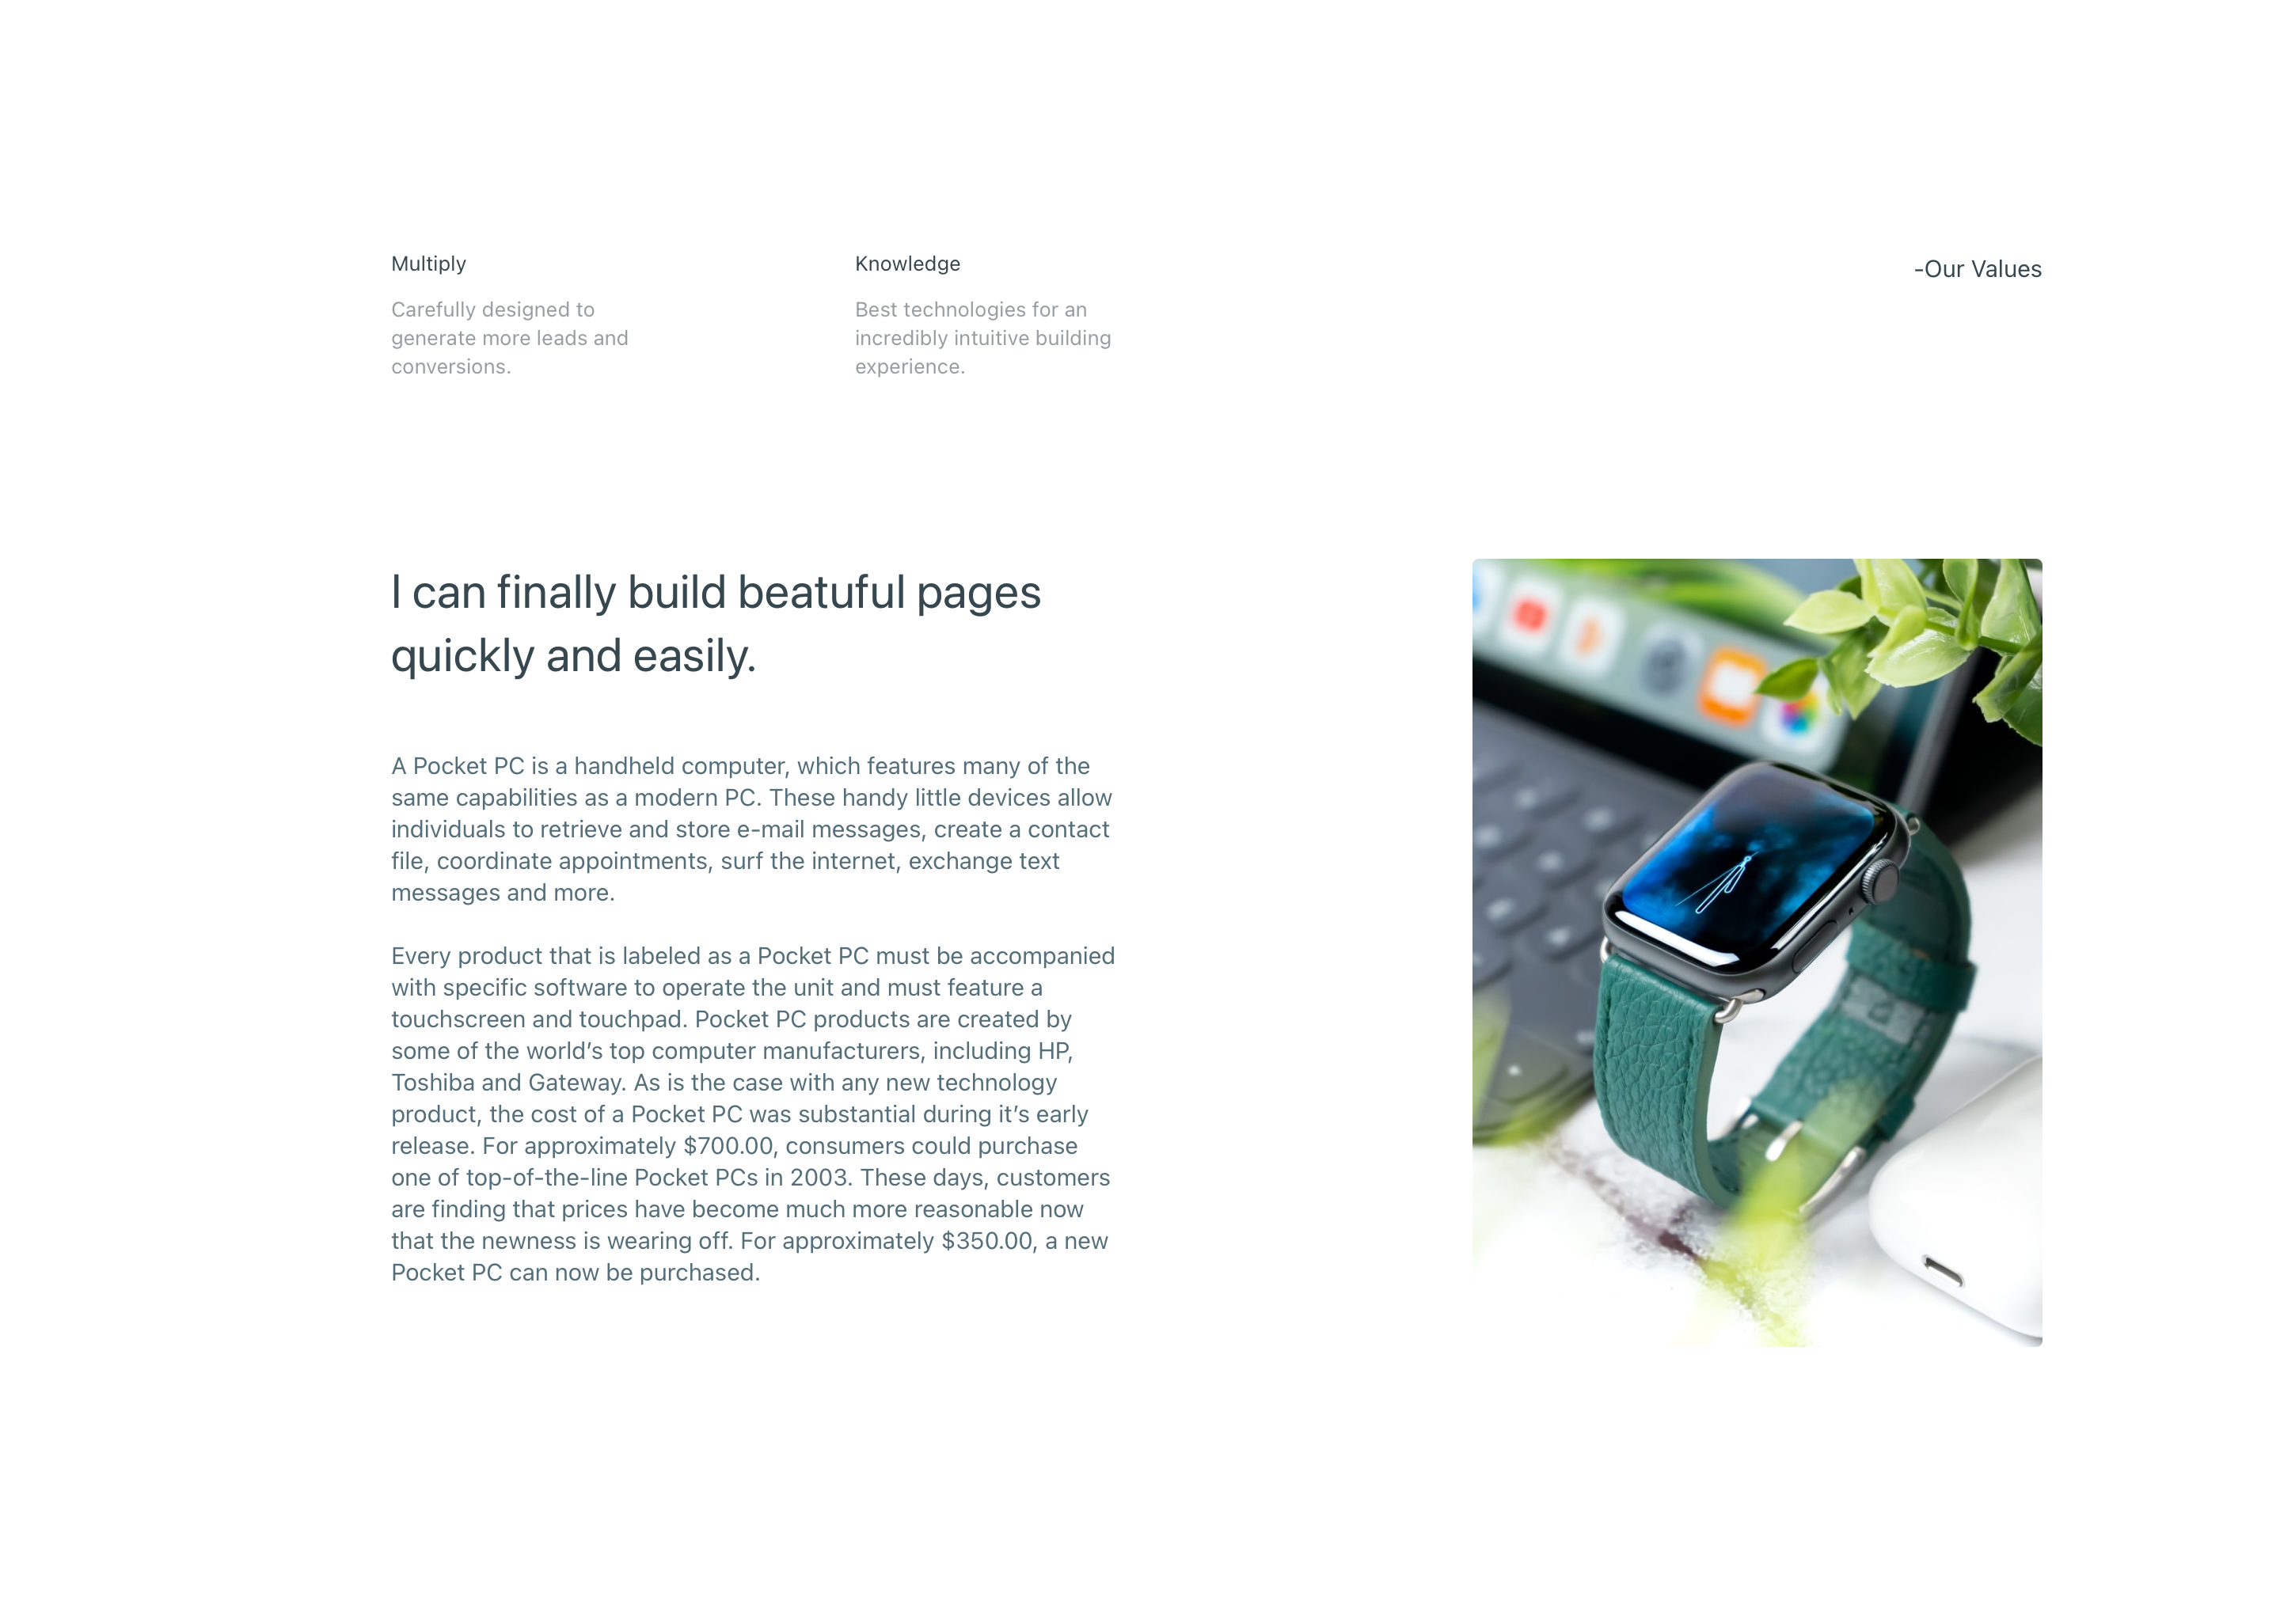 Multiply
Carefully designed to
generate more leads and
conversions.
Knowledge
Best technologies for an
incredibly intuitive building
experience.
-Our Values
I can finally build beatuful pages
quickly and easily.
A Pocket PC is a handheld computer, which features many of the
same capabilities as a modern PC. These handy little devices allow
individuals to retrieve and store e-mail messages, create a contact
file, coordinate appointments, surf the internet, exchange text
messages and more.
Every product that is labeled as a Pocket PC must be accompanied
with specific software to operate the unit and must feature a
touchscreen and touchpad. Pocket PC products are created by
some of the world’s top computer manufacturers, including HP,
Toshiba and Gateway. As is the case with any new technology
product, the cost of a Pocket PC was substantial during it’s early
release. For approximately $700.00, consumers could purchase
one of top-of-the-line Pocket PCs in 2003. These days, customers
are finding that prices have become much more reasonable now
that the newness is wearing off. For approximately $350.00, a new
Pocket PC can now be purchased.